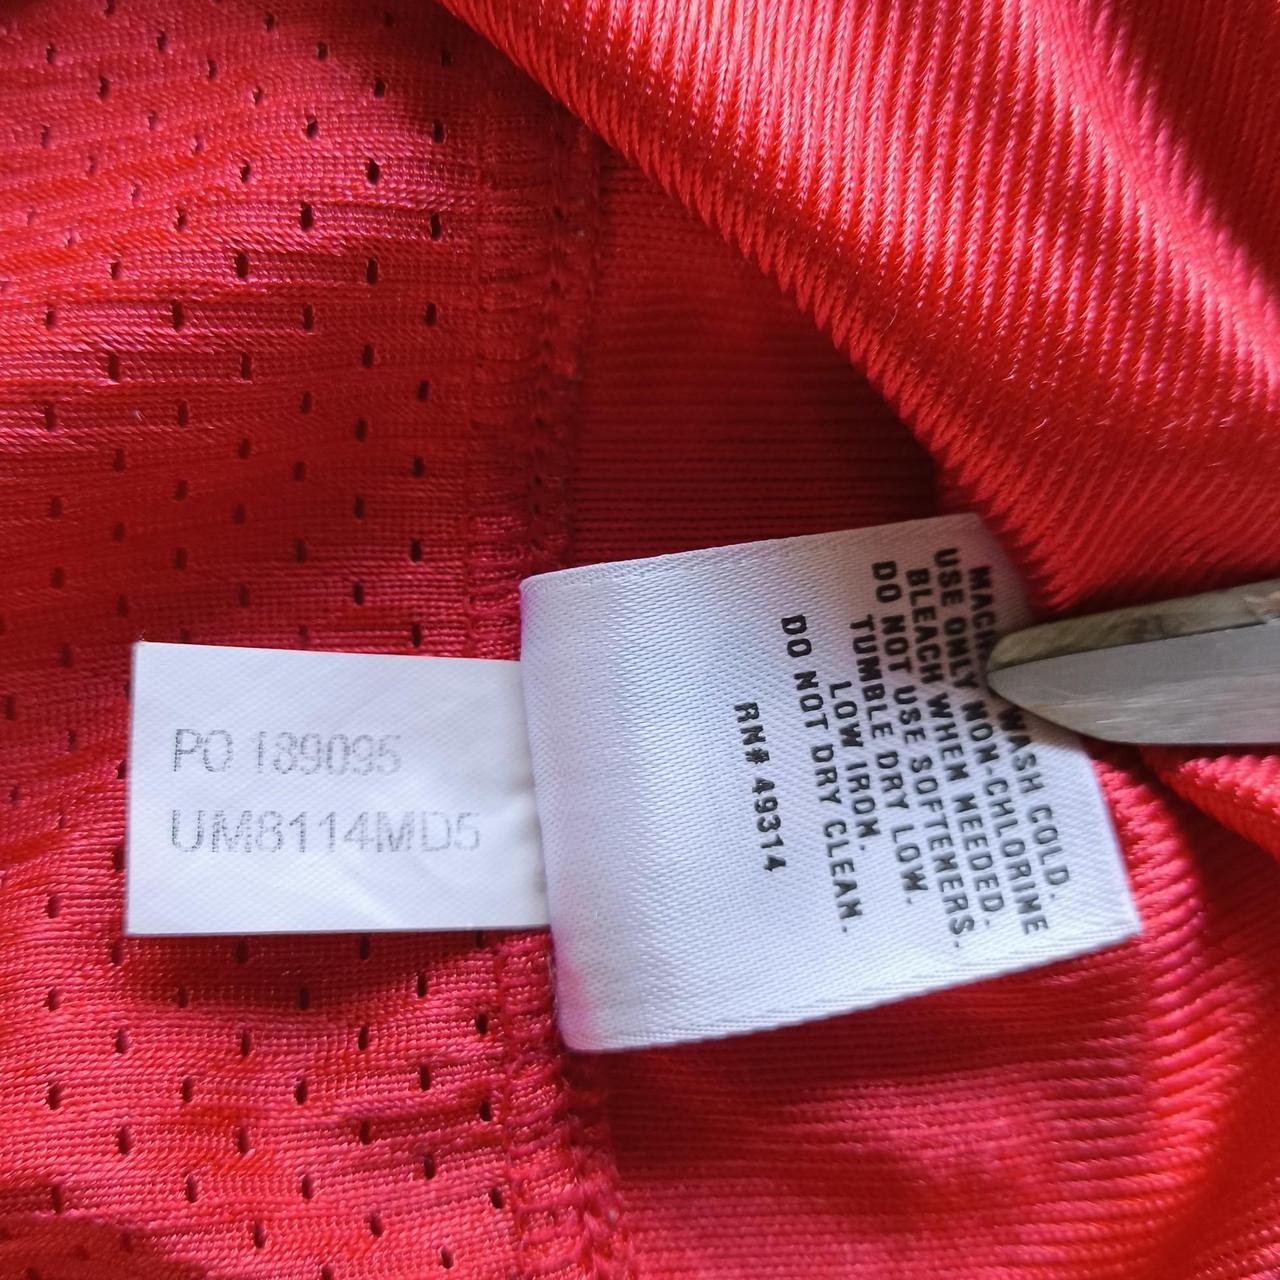 PO 189095
UM8114MD5
MACH WASH COLD.
USE ONLY NON-CHLORINE
BLEACH WHEN NEEDED.
DO NOT USE SOFTENERS.
TUMBLE DRY LOW.
LOW IRON.
DO NOT DRY CLEAN.
RN# 49314